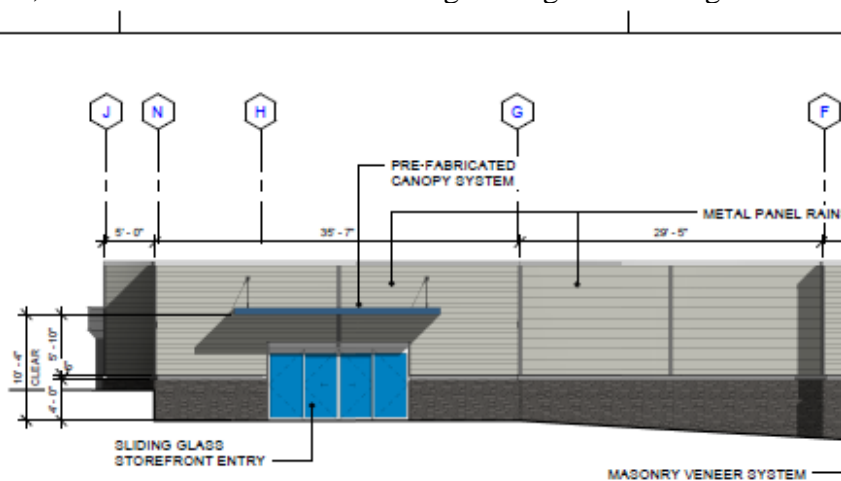 J N H G F
PRE-FABRICATED
CANOPY SYSTEM
METAL PANEL RAIN
5' - 0" 35' - 7" 29' - 5"
10' - 4"
CLEAR
5' - 10"
6"
4' - 0"
SLIDING GLASS
STOREFRONT ENTRY
MASONRY VENEER SYSTEM